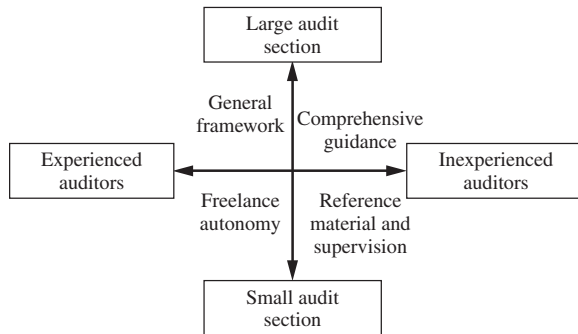 Large audit
section
General
framework
Comprehensive
guidance
Experienced
auditors
Inexperienced
auditors
Freelance
autonomy
Reference
material and
supervision
Small audit
section